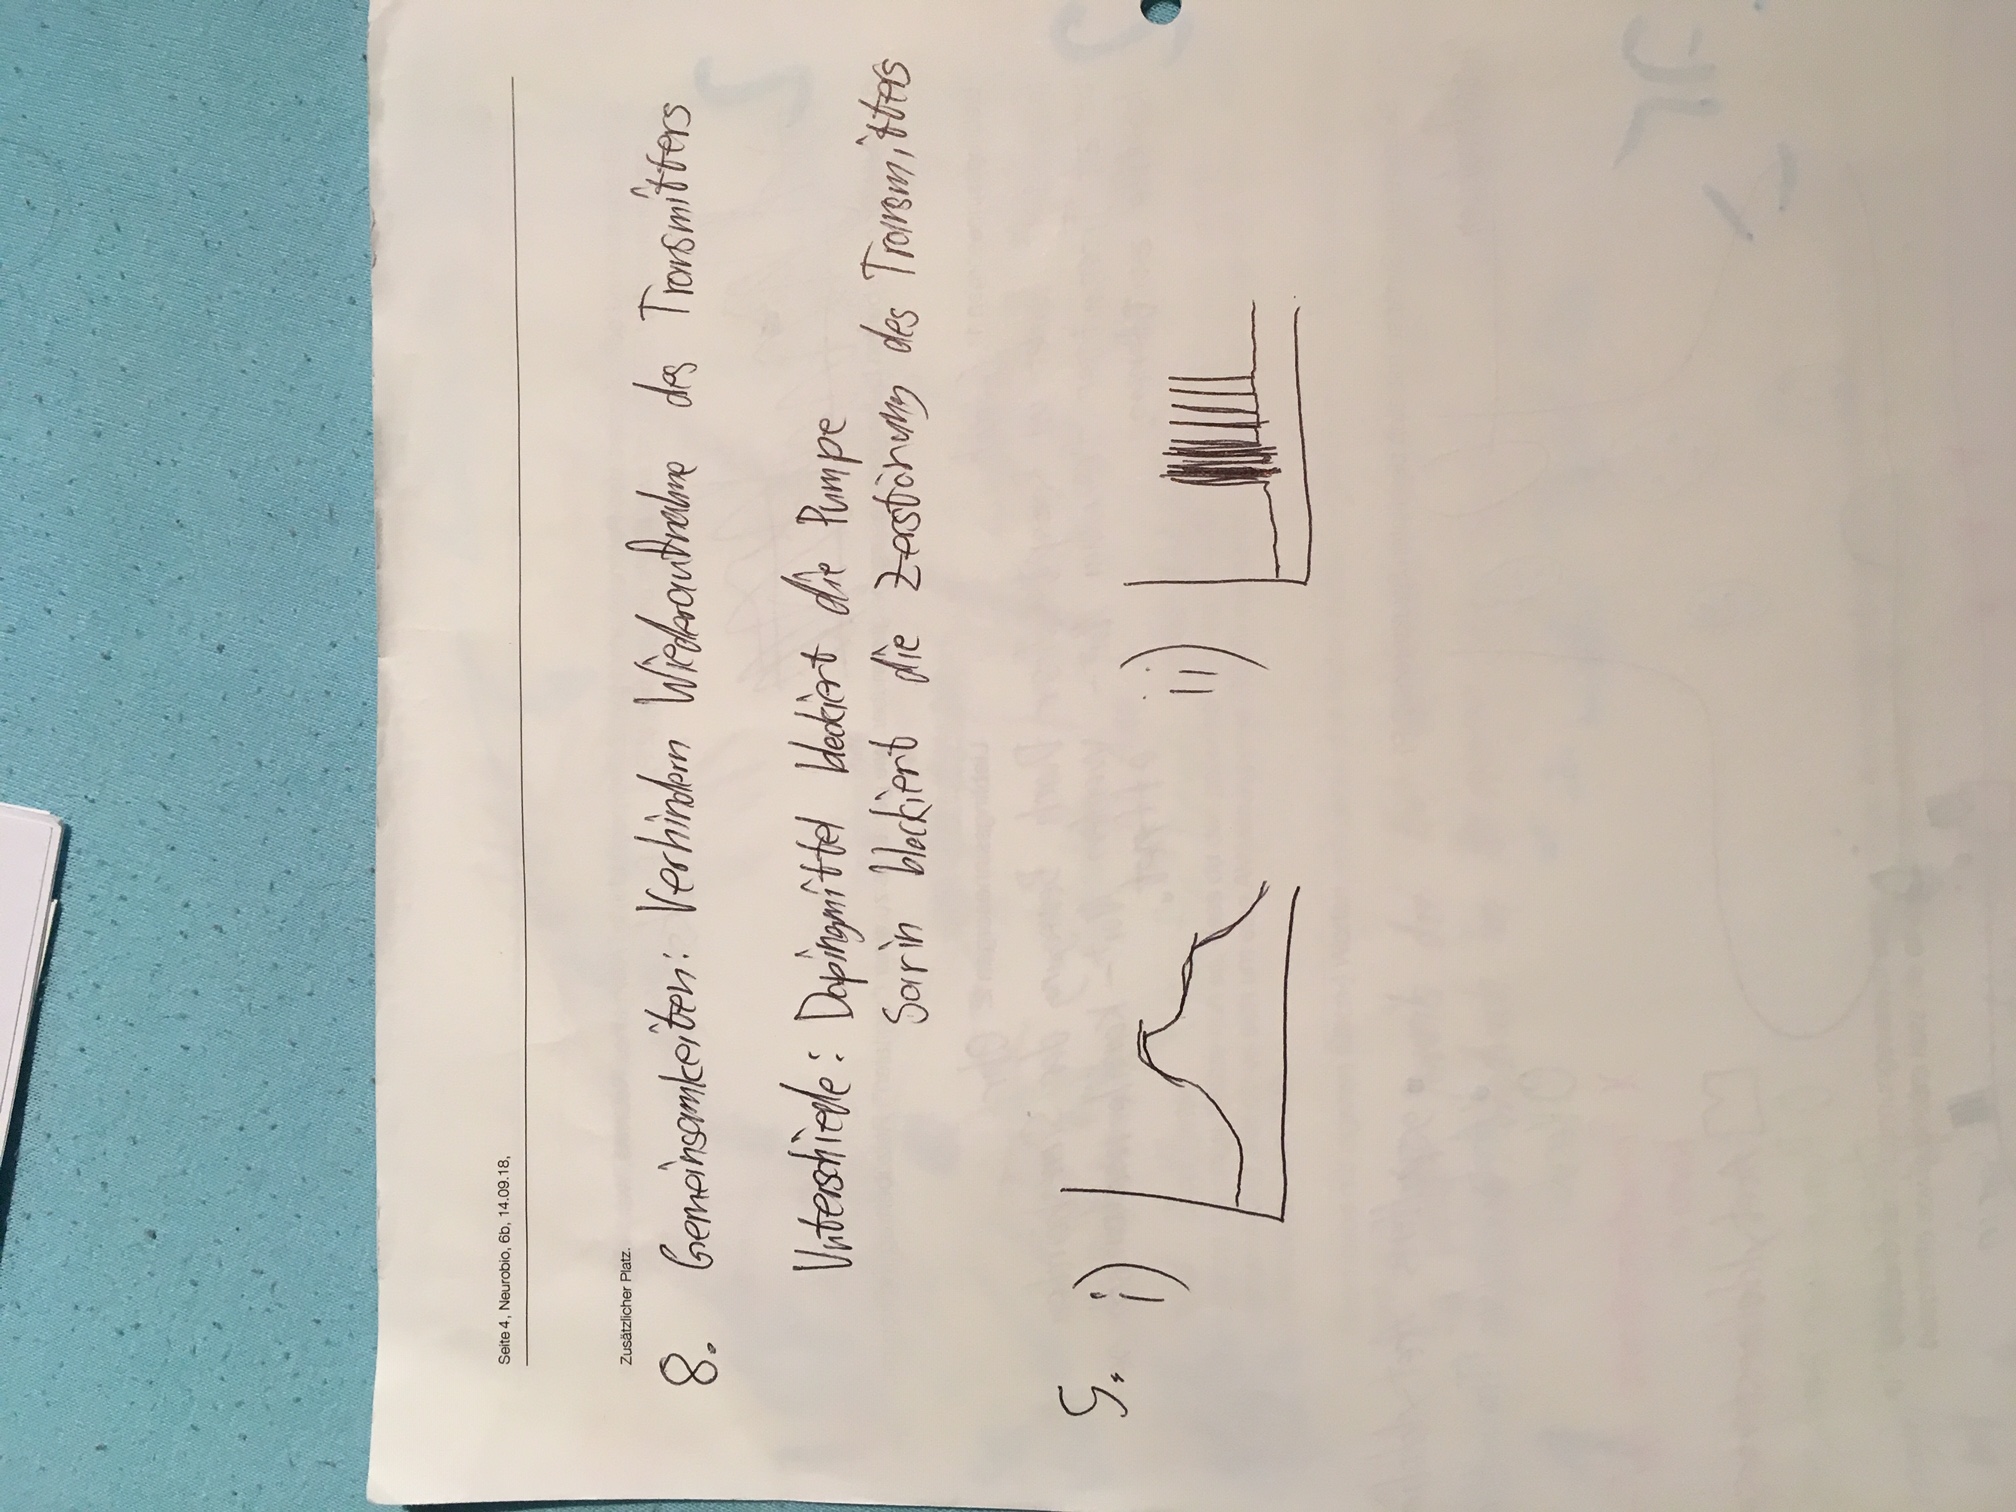 Seite 4, Neurobio, 6b, 14.09.18,
Zusätzlicher Platz.
8. Gemeinsamkeiten: Verhindern Wiederaufnahme des Transmitters
Unterschiede: Dopingmittel blockiert die Pumpe
Sarin blockiert die Zerstörung des Transmitters
5. i) ii)